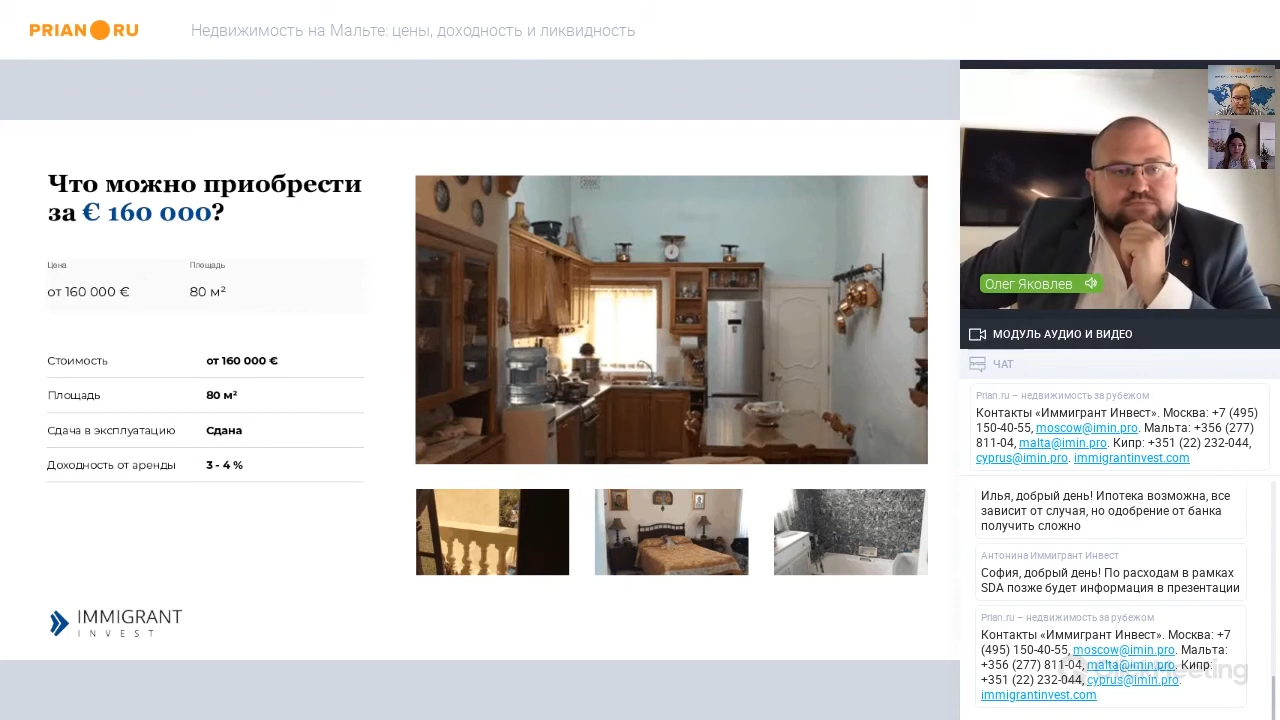 PRIAN RU
Недвижимость на Мальте: цены, доходность и ликвидность
Что можно приобрести
за € 160 000?
Цена Площадь
от 160 000 € 80 м²
Стоимость от 160 000 €
Площадь 80 м²
Сдача в эксплуатацию Сдана
Доходность от аренды 3 - 4 %
IMMIGRANT
INVEST
Олег Яковлев
МОДУЛЬ АУДИО И ВИДЕО
ЧАТ
Prian.ru – недвижимость за рубежом
Контакты «Иммигрант Инвест». Москва: +7 (495)
150-40-55, moscow@imin.pro. Мальта: +356 (277)
811-04, malta@imin.pro. Кипр: +351 (22) 232-044,
cyprus@imin.pro. immigrantinvest.com
Илья, добрый день! Ипотека возможна, все
зависит от случая, но одобрение от банка
получить сложно
Антонина Иммигрант Инвест
София, добрый день! По расходам в рамках
SDA позже будет информация в презентации
Prian.ru – недвижимость за рубежом
Контакты «Иммигрант Инвест». Москва: +7
(495) 150-40-55, moscow@imin.pro. Мальта:
+356 (277) 811-04, malta@imin.pro. Кипр:
+351 (22) 232-044, cyprus@imin.pro.
immigrantinvest.com
ClickMeeting